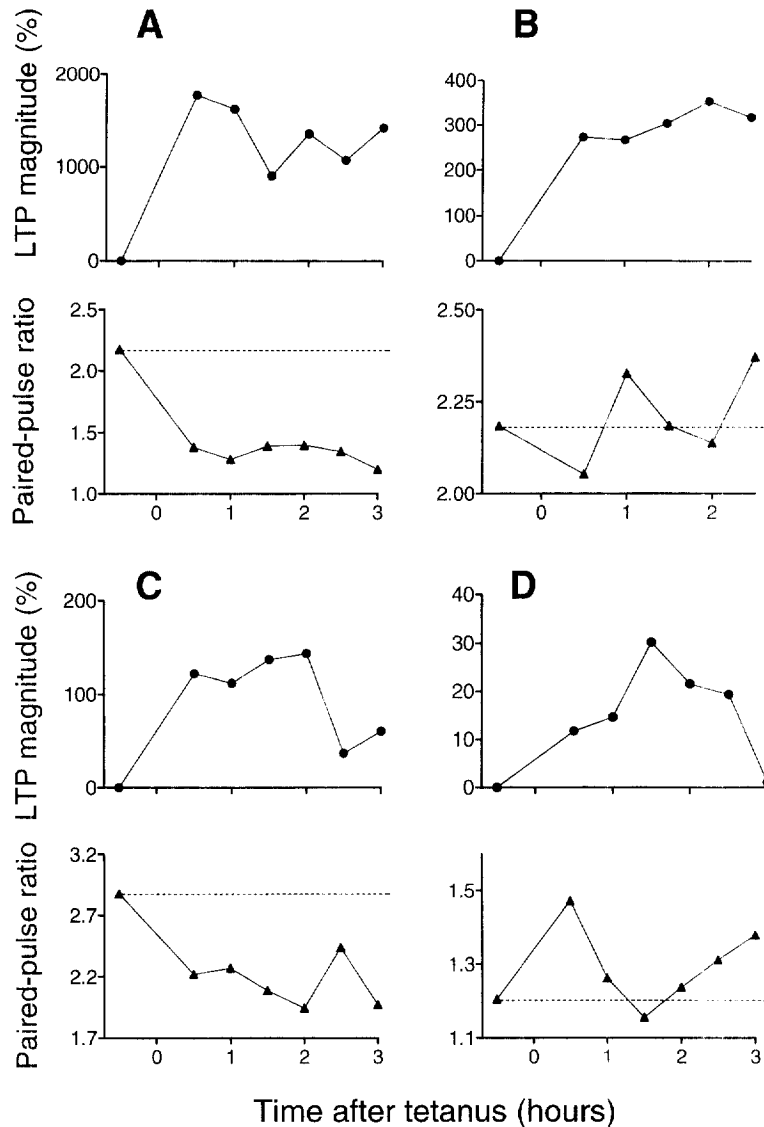 A
B
LTP magnitude (%)
2000
1000
0
400
300
200
100
0
Paired-pulse ratio
2.5
2.0
1.5
1.0
0 1 2 3
2.50
2.25
2.00
0 1 2
C
D
LTP magnitude (%)
200
100
0
40
30
20
10
0
Paired-pulse ratio
3.2
2.7
2.2
1.7
0 1 2 3
1.5
1.3
1.1
0 1 2 3
Time after tetanus (hours)